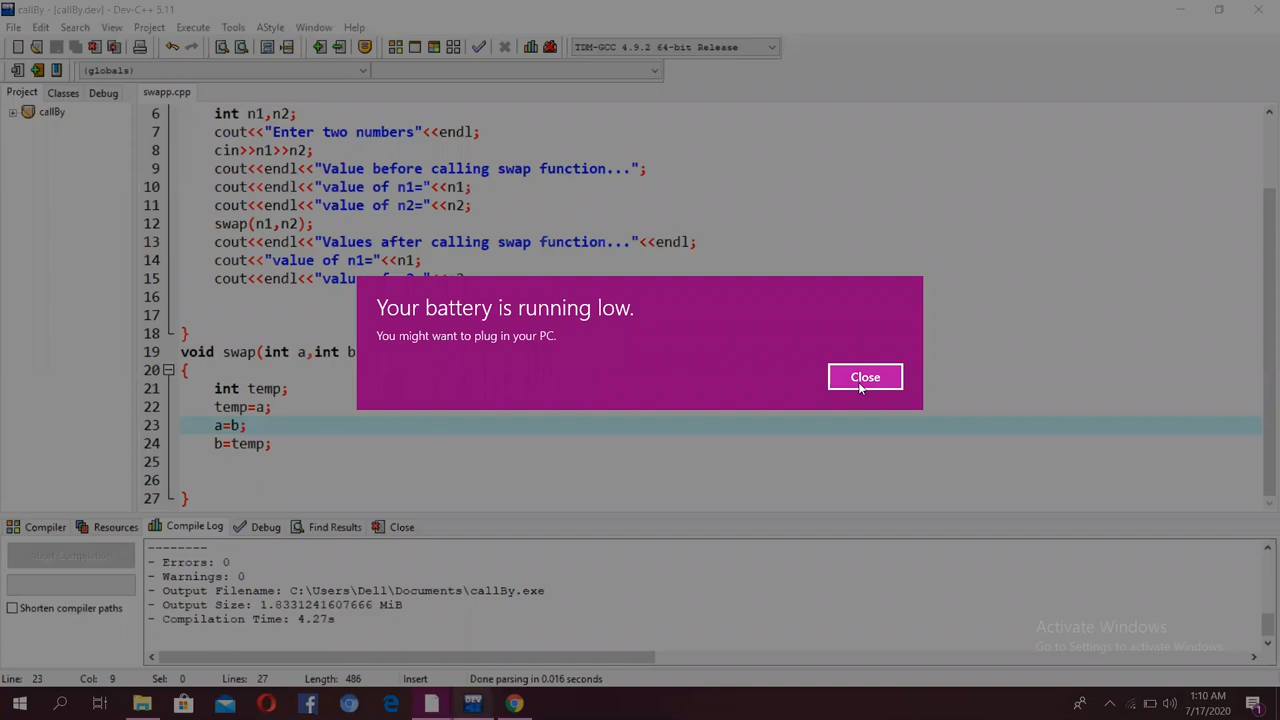 callBy - [callBy.dev] - Dev-C++ 5.11
File Edit Search View Project Execute Tools AStyle Window Help
TDM-GCC 4.9.2 64-bit Release
(globals)
Project Classes Debug swapp.cpp
callBy
6 int n1,n2;
7 cout<<"Enter two numbers"<<endl;
8 cin>>n1>>n2;
9 cout<<endl<<"Value before calling swap function...";
10 cout<<endl<<"value of n1="<<n1;
11 cout<<endl<<"value of n2="<<n2;
12 swap(n1,n2);
13 cout<<endl<<"Values after calling swap function..."<<endl;
14 cout<<"value of n1="<<n1;
15 cout<<endl<<"valu
16
17
18 }
19 void swap(int a,int b
20 {
21 int temp;
22 temp=a;
23 a=b;
24 b=temp;
25
26
27 }
Your battery is running low.
You might want to plug in your PC.
Close
Compiler Resources Compile Log Debug Find Results Close
Abort Compilation
Shorten compiler paths
--------
- Errors: 0
- Warnings: 0
- Output Filename: C:\Users\Dell\Documents\callBy.exe
- Output Size: 1.8331241607666 MiB
- Compilation Time: 4.27s
Activate Windows
Go to Settings to activate Windows.
Line: 23 Col: 9 Sel: 0 Lines: 27 Length: 486 Insert Done parsing in 0.016 seconds
DEV
1:10 AM
7/17/2020
1